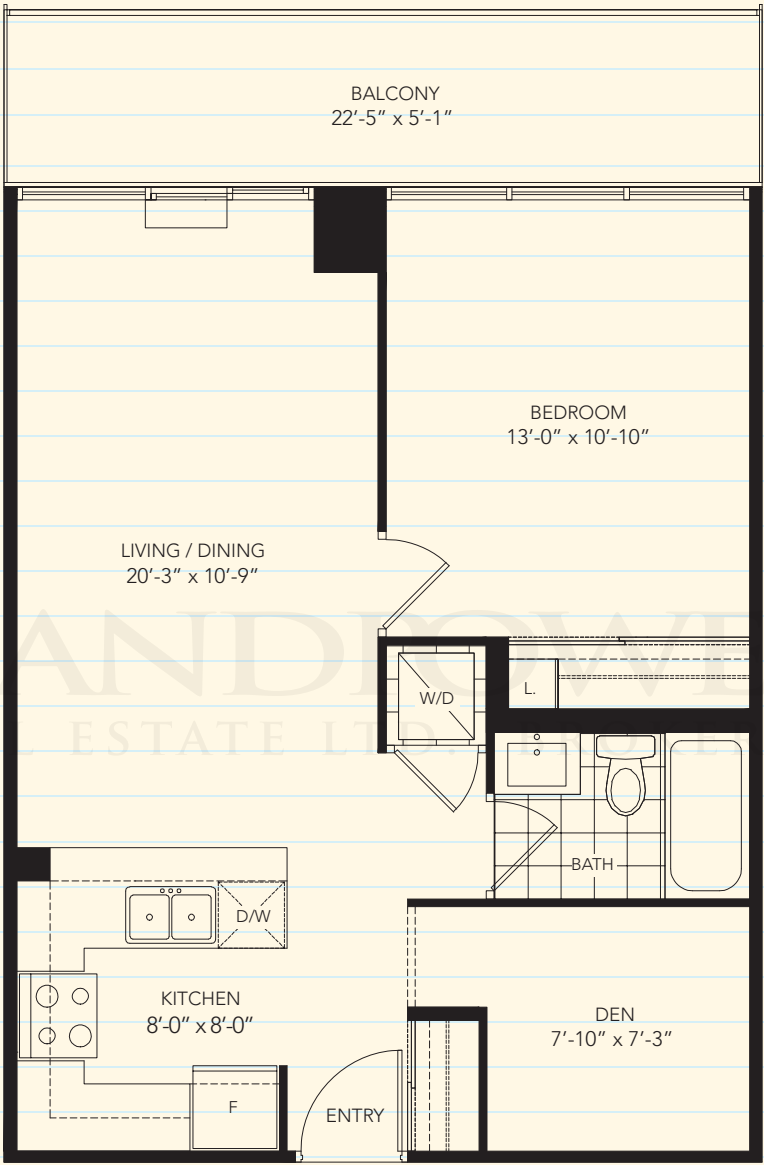 BALCONY
22'-5" x 5'-1"
BEDROOM
13'-0" x 10'-10"
LIVING / DINING
20'-3" x 10'-9"
W/D
L.
BATH
D/W
KITCHEN
8'-0" x 8'-0"
DEN
7'-10" x 7'-3"
F
ENTRY